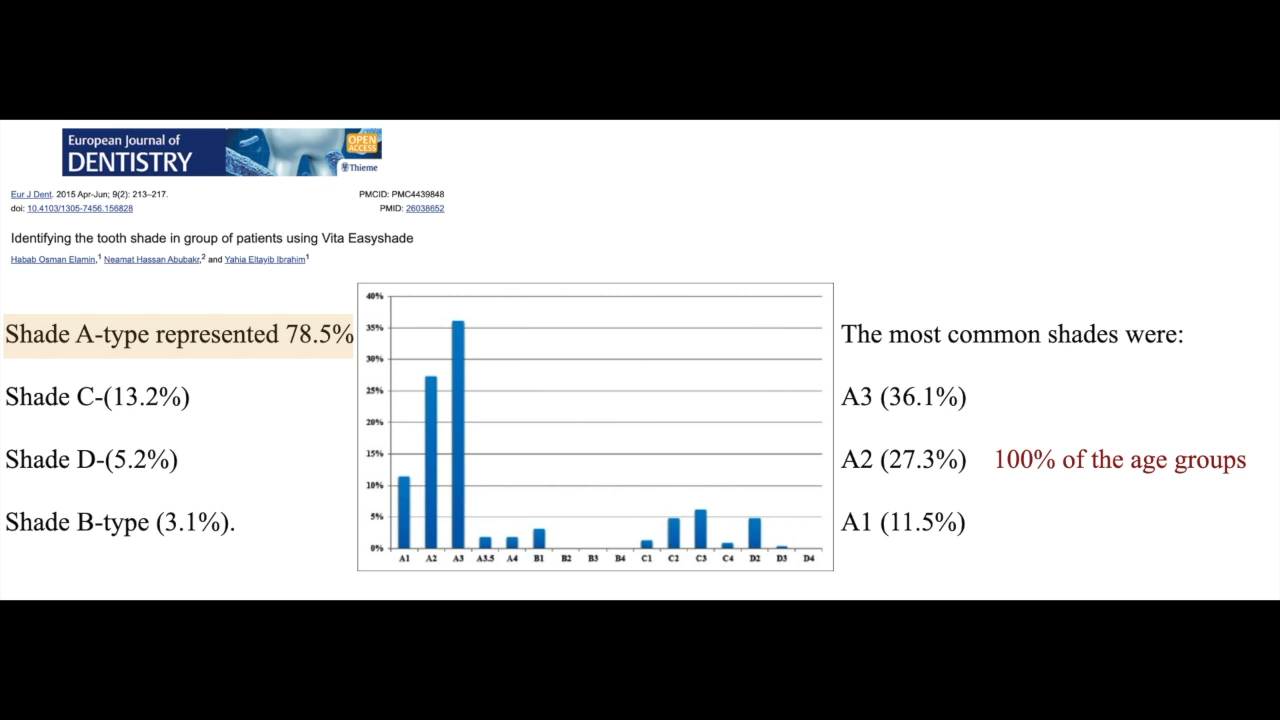 European Journal of
DENTISTRY
OPEN
ACCESS
Thieme
Eur J Dent. 2015 Apr-Jun; 9(2): 213–217.
PMCID: PMC4439848
doi: 10.4103/1305-7456.156828
PMID: 26038652
Identifying the tooth shade in group of patients using Vita Easyshade
Habab Osman Elamin,1 Neamat Hassan Abubakr,2 and Yahia Eltayib Ibrahim1
Shade A-type represented 78.5%
Shade C-(13.2%)
Shade D-(5.2%)
Shade B-type (3.1%).
40%
35%
30%
25%
20%
15%
10%
5%
0%
A1 A2 A3 A3.5 A4 B1 B2 B3 B4 C1 C2 C3 C4 D2 D3 D4
The most common shades were:
A3 (36.1%)
A2 (27.3%) 100% of the age groups
A1 (11.5%)